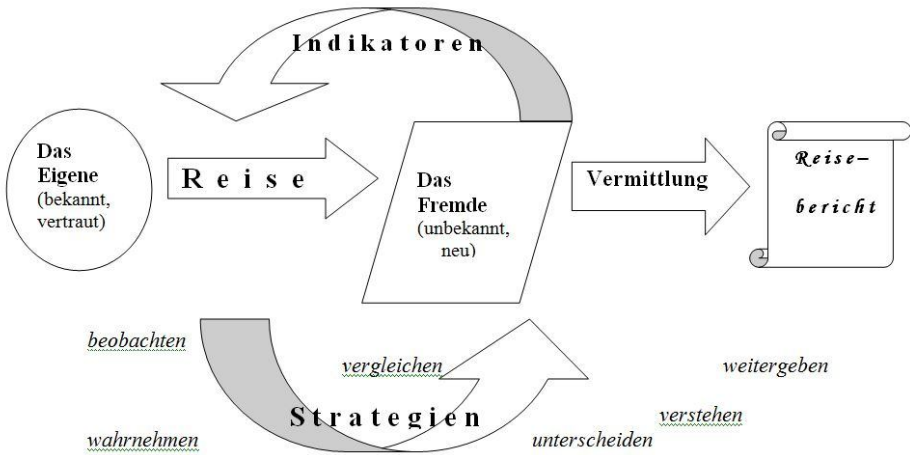 Indikatoren
Das
Eigene
(bekannt,
vertraut)
Reise
Das
Fremde
(unbekannt,
neu)
Vermittlung
Reise–
bericht
beobachten
vergleichen
weitergeben
Strategien
verstehen
wahrnehmen
unterscheiden